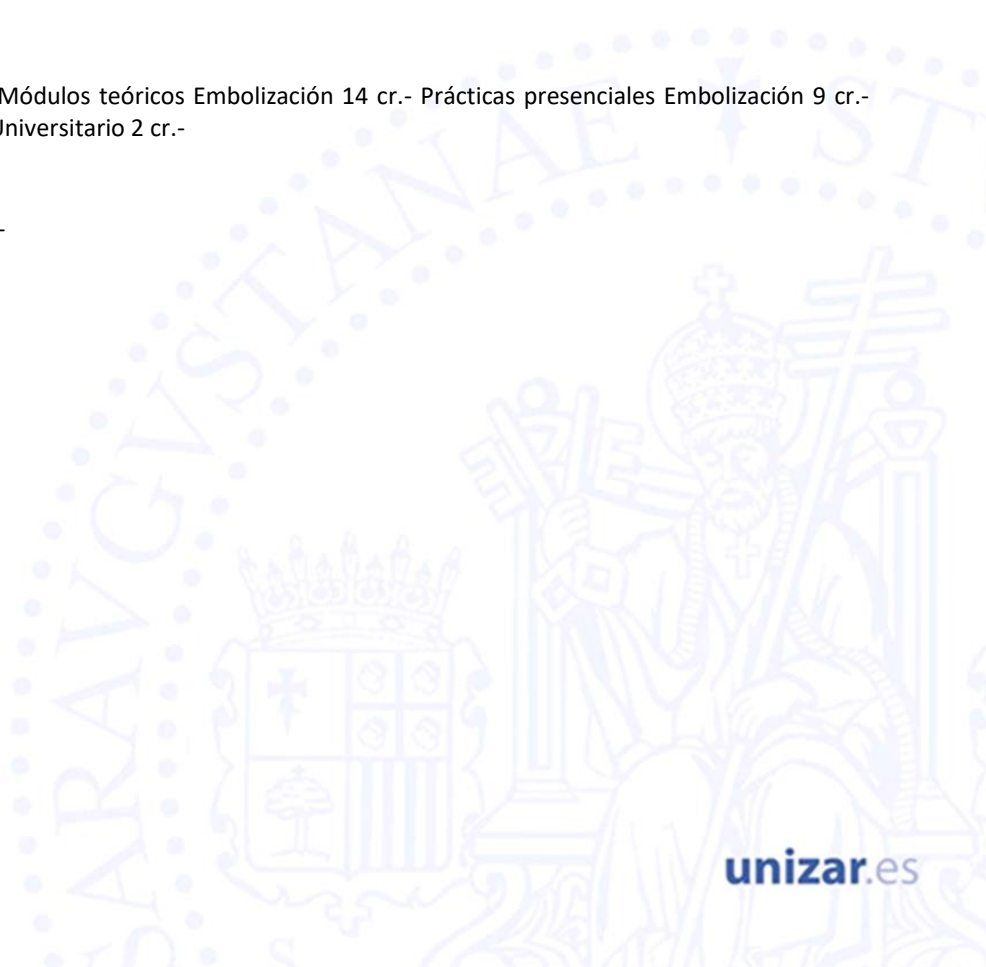 Módulos teóricos Embolización 14 cr.- Prácticas presenciales Embolización 9 cr.-
Universitario 2 cr.-
-
unizar.es